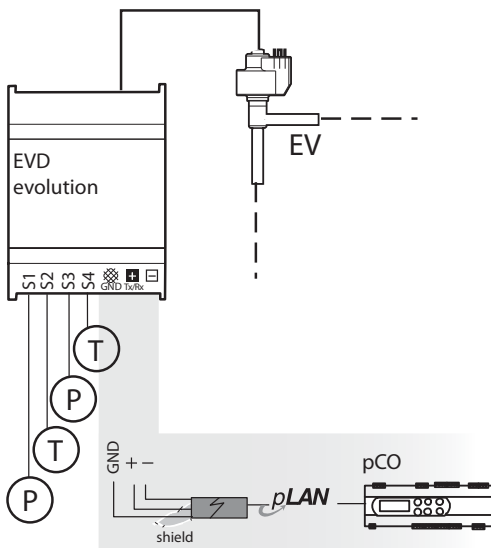 EV
EVD
evolution
S1 S2 S3 S4 GND Tx/Rx
T
P
T
P
GND + –
shield
pLAN
pCO